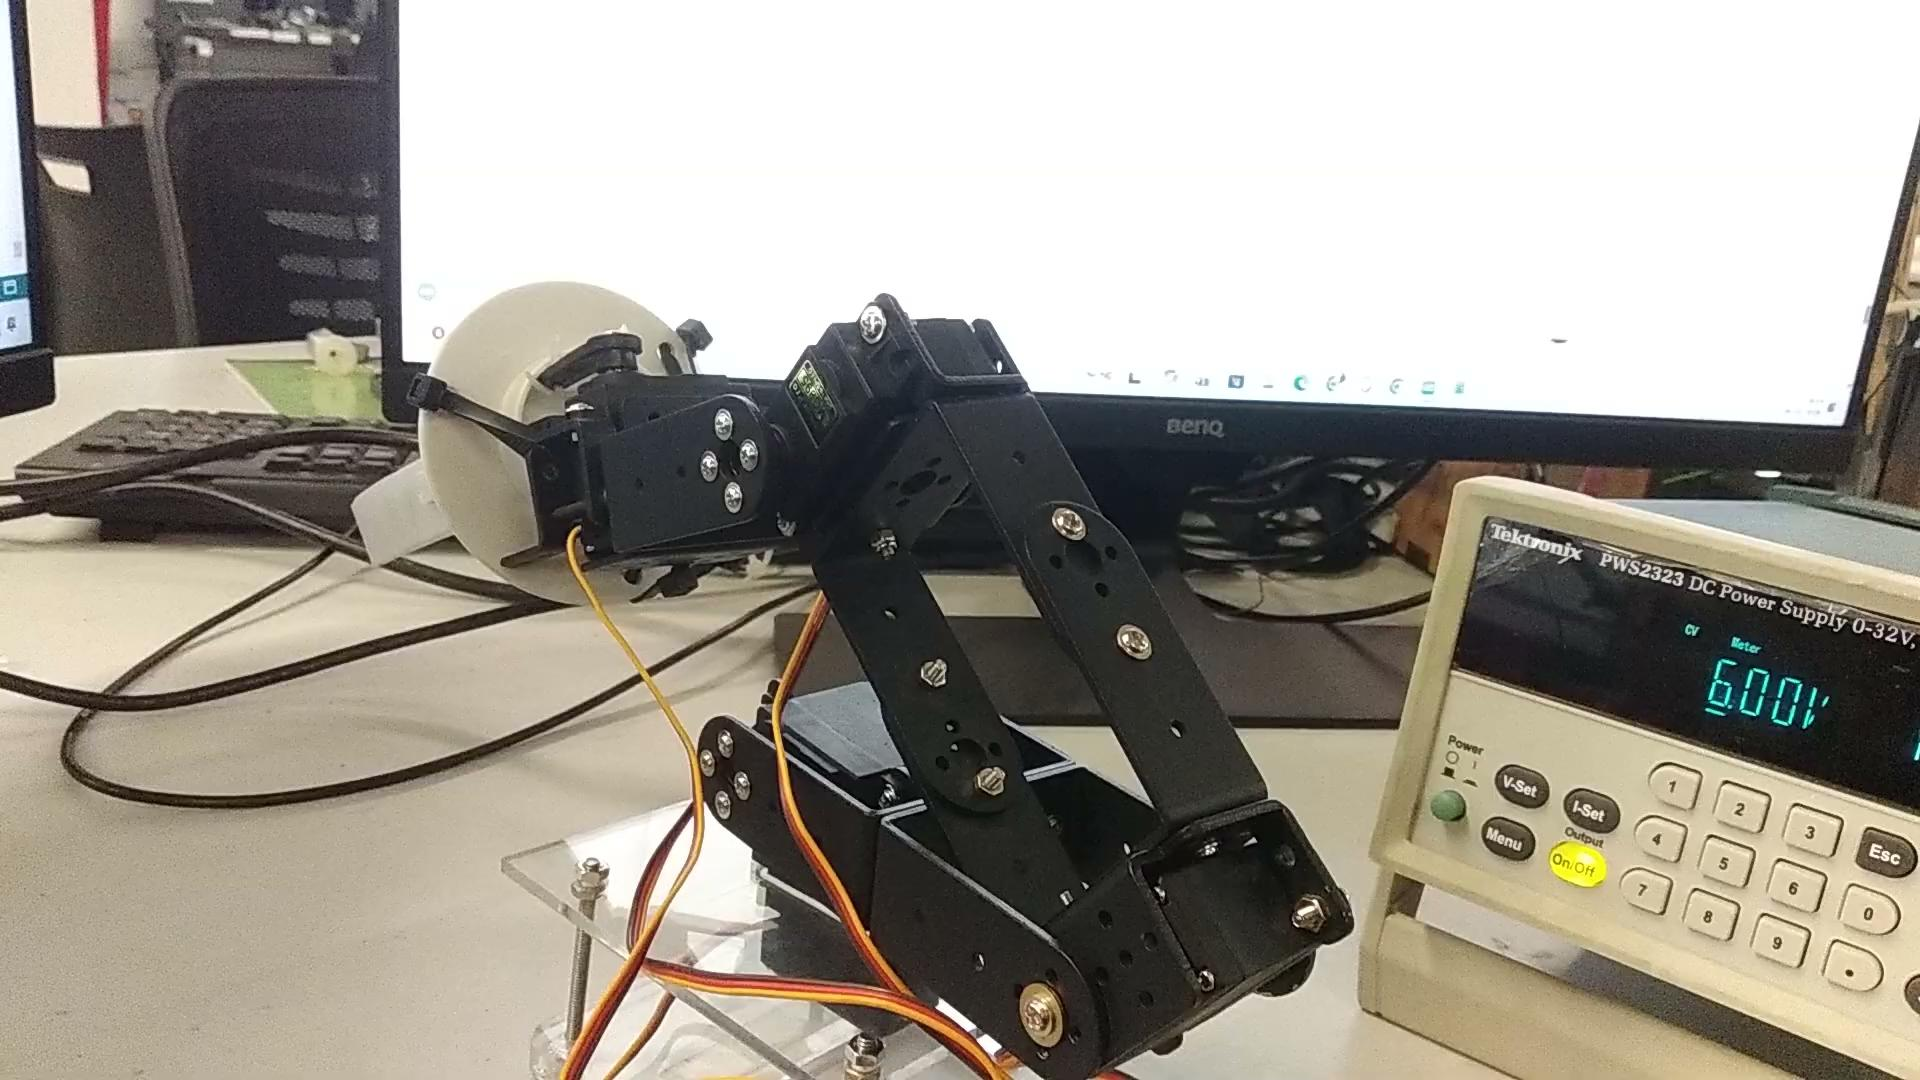 BenQ
Tektronix PWS2323 DC Power Supply 0-32V,
CV Meter
6.00V
Power
V-Set
I-Set
Menu
Output
On/Off
1
2
3
Esc
4
5
6
0
7
8
9
.